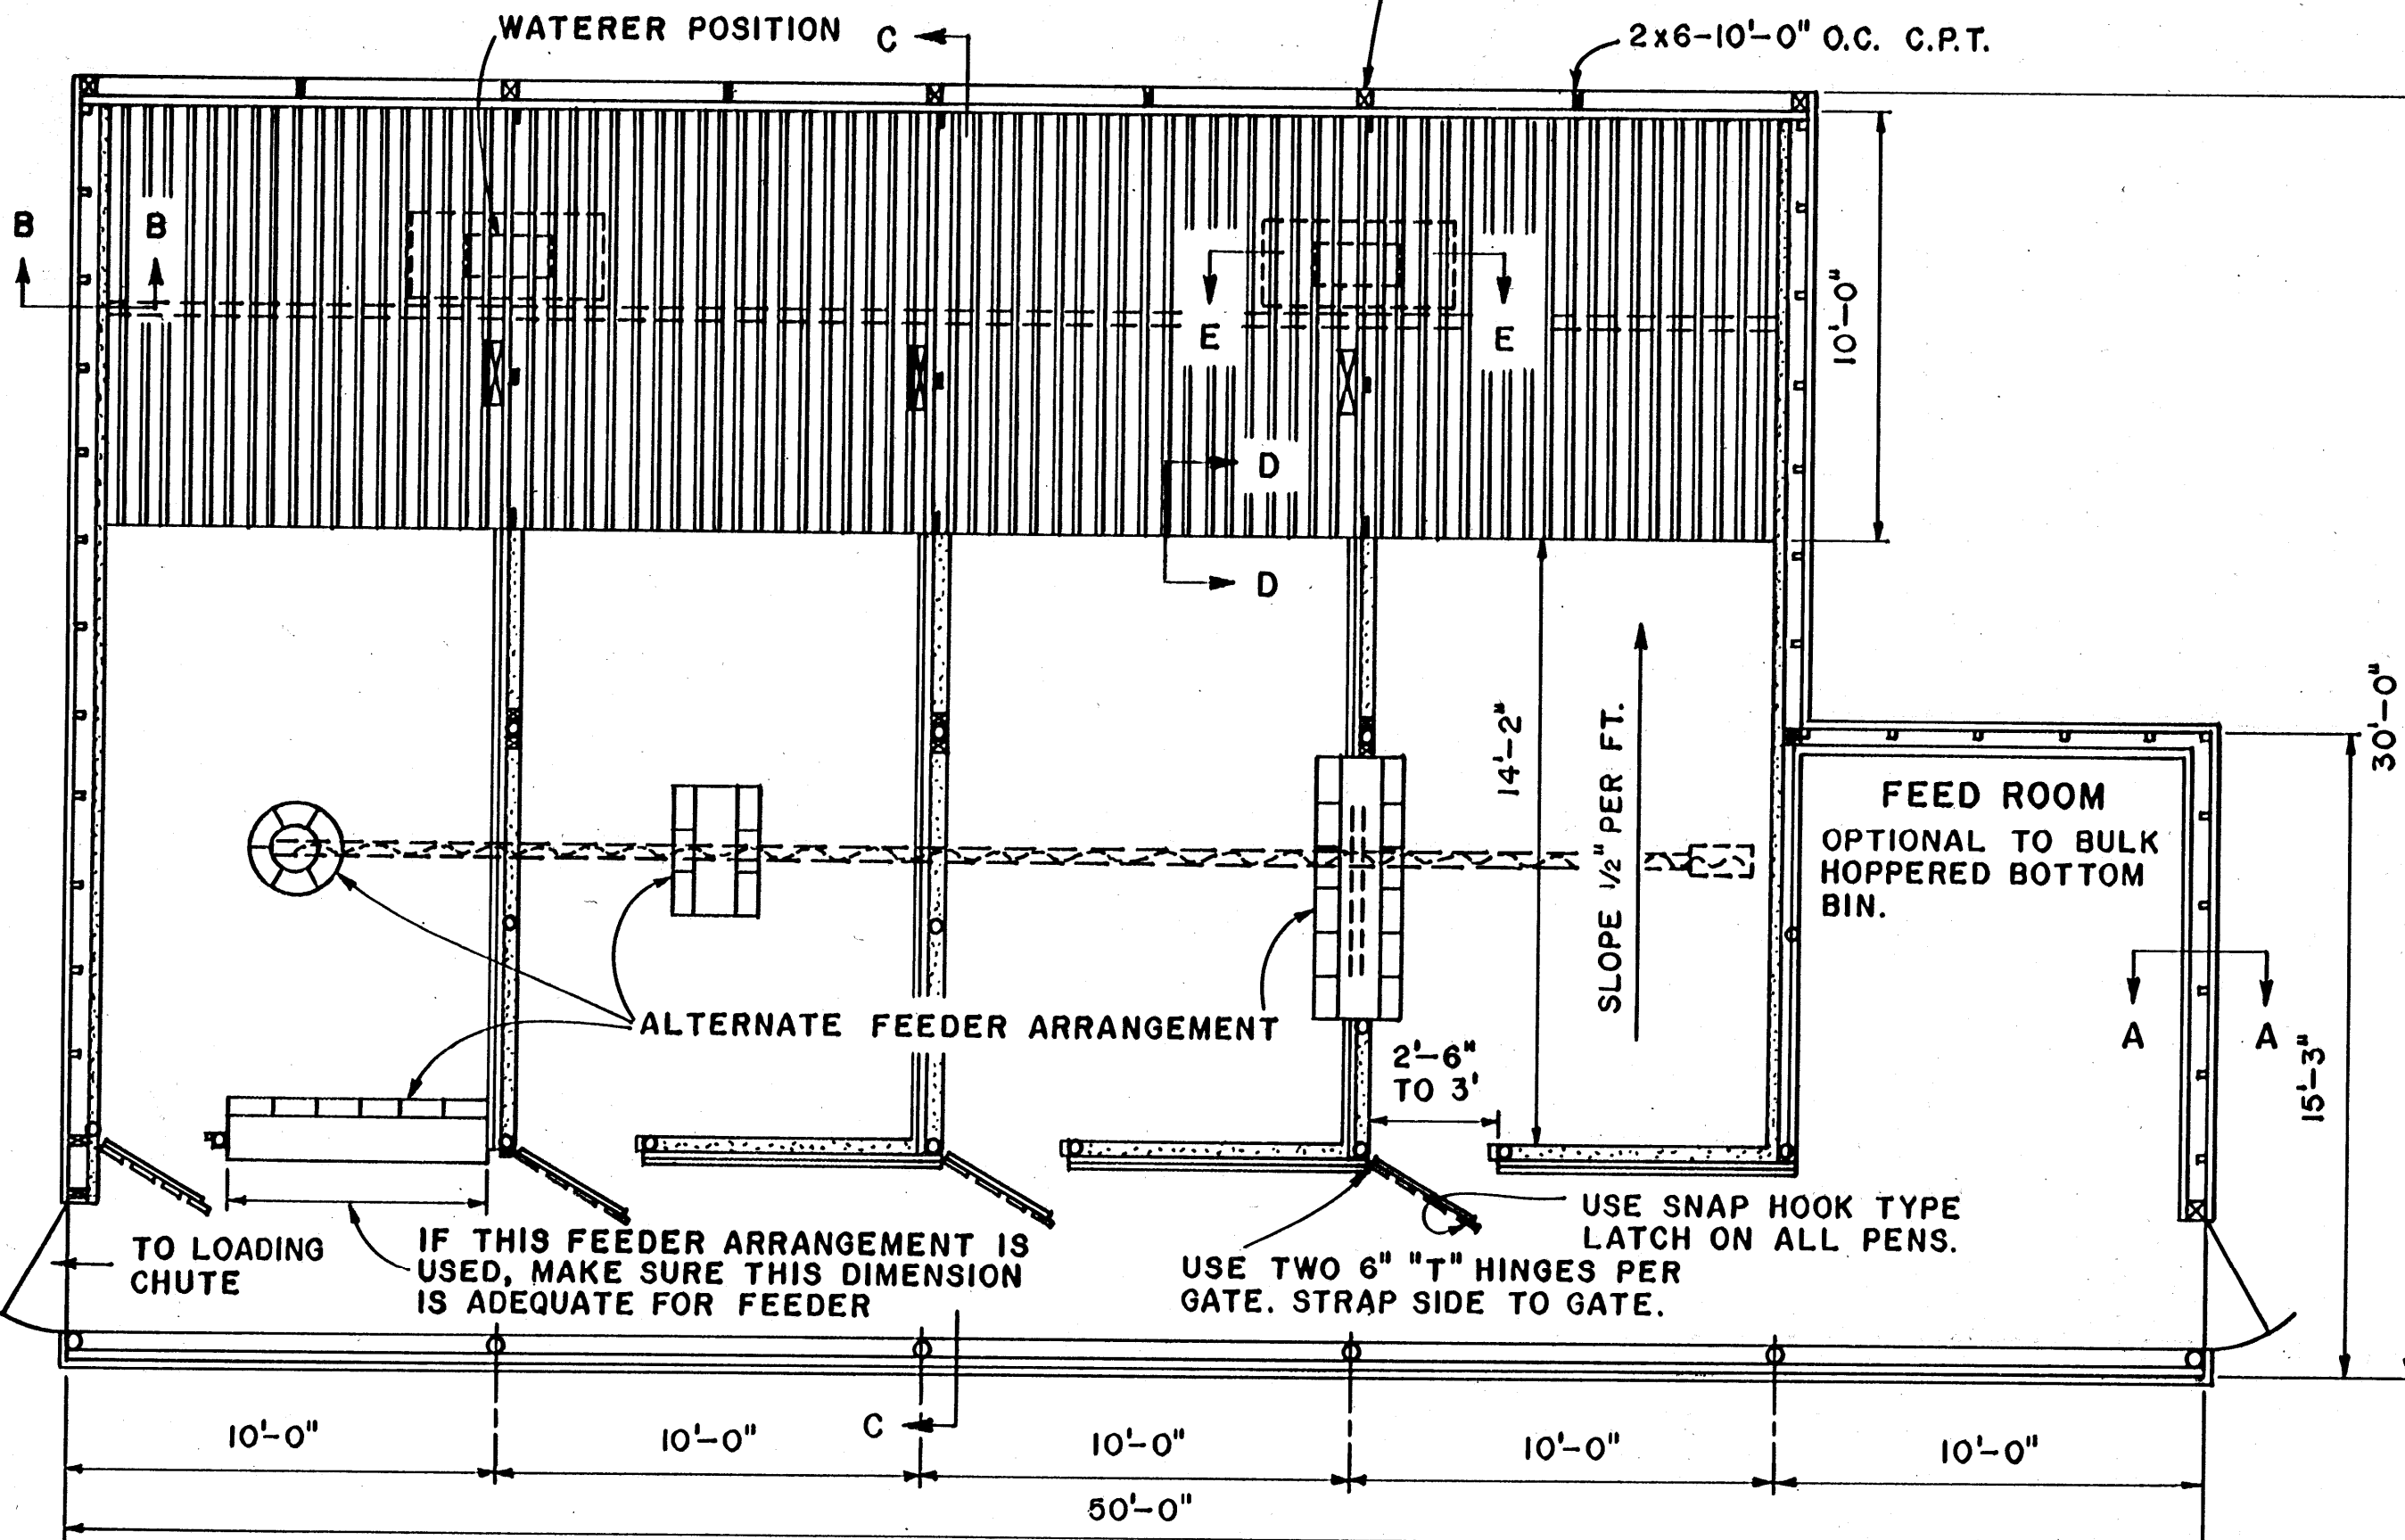 WATERER POSITION
C
2x6-10'-0" O.C. C.P.T.
B
B
E
E
10'-0"
D
D
14'-2"
SLOPE 1/2" PER FT.
30'-0"
FEED ROOM
OPTIONAL TO BULK
HOPPERED BOTTOM
BIN.
ALTERNATE FEEDER ARRANGEMENT
2'-6"
TO 3'
A
A
15'-3"
TO LOADING
CHUTE
IF THIS FEEDER ARRANGEMENT IS
USED, MAKE SURE THIS DIMENSION
IS ADEQUATE FOR FEEDER
USE SNAP HOOK TYPE
LATCH ON ALL PENS.
USE TWO 6" "T" HINGES PER
GATE. STRAP SIDE TO GATE.
C
10'-0"
10'-0"
10'-0"
10'-0"
10'-0"
50'-0"